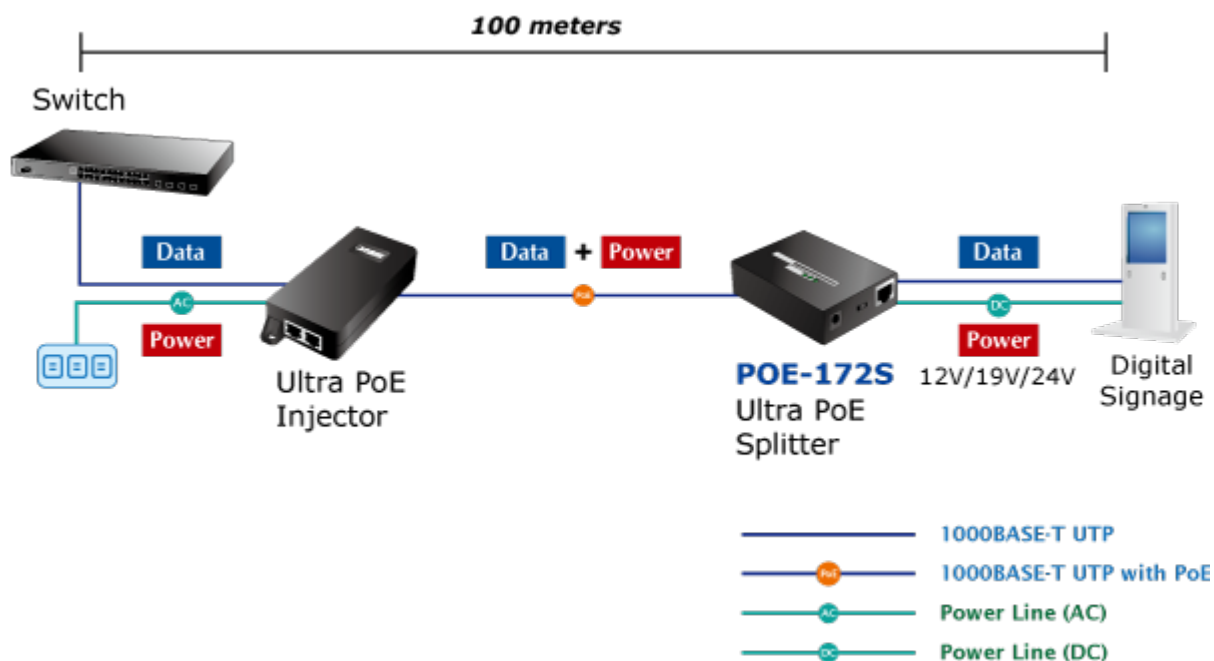 100 meters
Switch
Data
Data + Power
Data
AC
PoE
DC
Power
Power
12V/19V/24V
Ultra PoE
Injector
POE-172S
Ultra PoE
Splitter
Digital
Signage
1000BASE-T UTP
PoE
1000BASE-T UTP with PoE
AC
Power Line (AC)
DC
Power Line (DC)